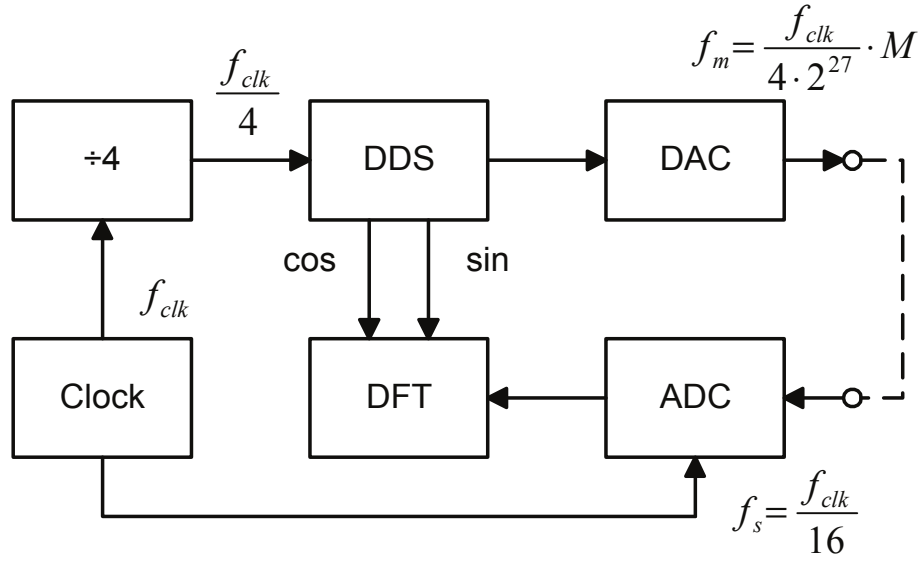 f_m = f_clk / (4 · 2^27) · M
f_clk / 4
÷4
DDS
DAC
cos
sin
f_clk
Clock
DFT
ADC
f_s = f_clk / 16